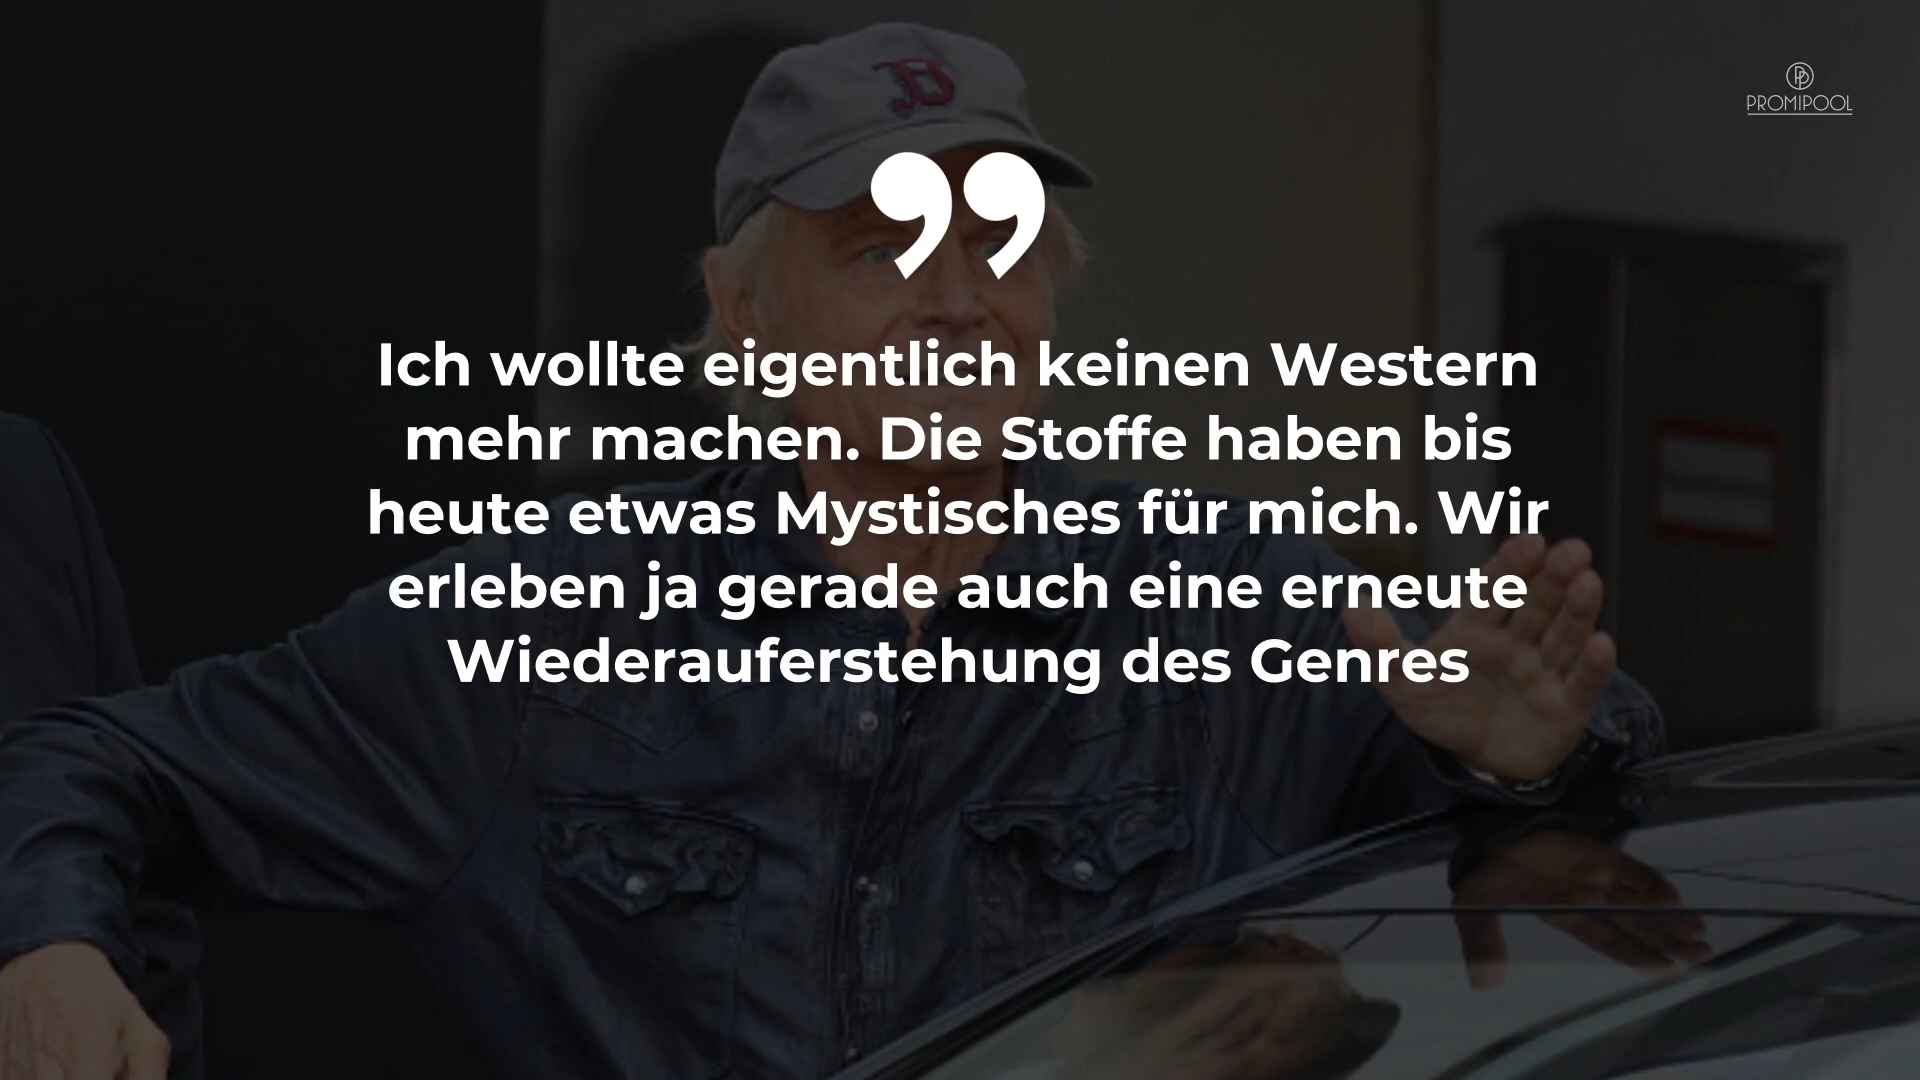 B
PROMIPOOL
”
Ich wollte eigentlich keinen Western
mehr machen. Die Stoffe haben bis
heute etwas Mystisches für mich. Wir
erleben ja gerade auch eine erneute
Wiederauferstehung des Genres